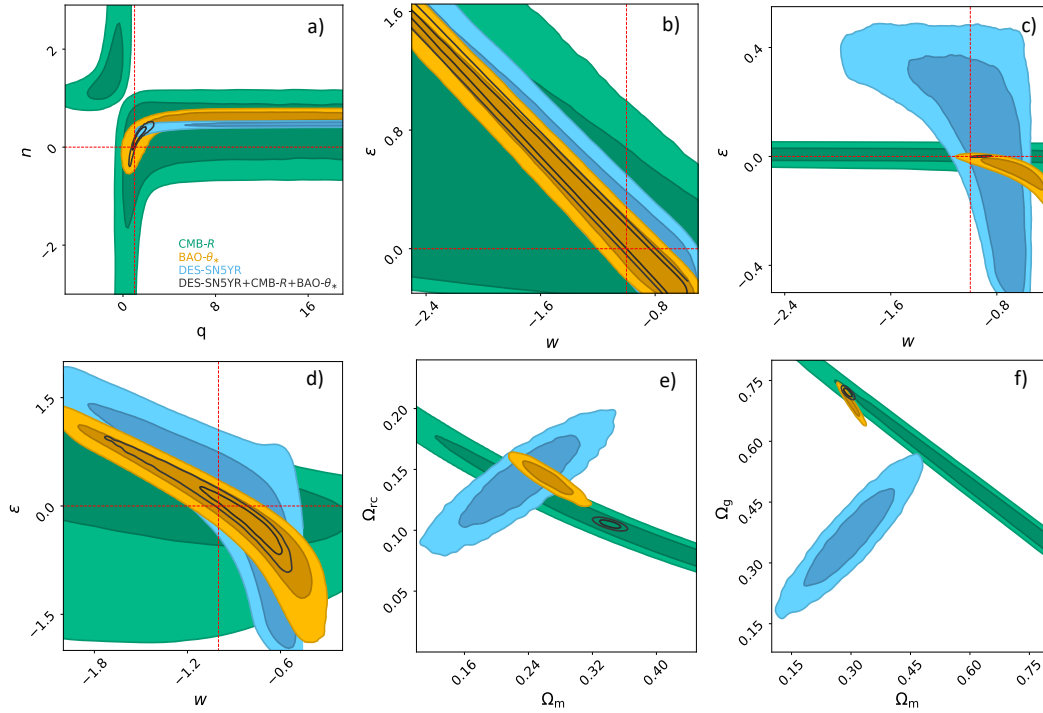 a)
2
0
−2
n
0
8
16
q
CMB-R
BAO-θ*
DES-SN5YR
DES-SN5YR+CMB-R+BAO-θ*
b)
1.6
0.8
0.0
ε
−2.4
−1.6
−0.8
w
c)
0.4
0.0
−0.4
ε
−2.4
−1.6
−0.8
w
d)
1.5
0.0
−1.5
ε
−1.8
−1.2
−0.6
w
e)
0.20
0.15
0.10
0.05
Ωrc
0.16
0.24
0.32
0.40
Ωm
f)
0.75
0.60
0.45
0.30
0.15
Ωg
0.15
0.30
0.45
0.60
0.75
Ωm